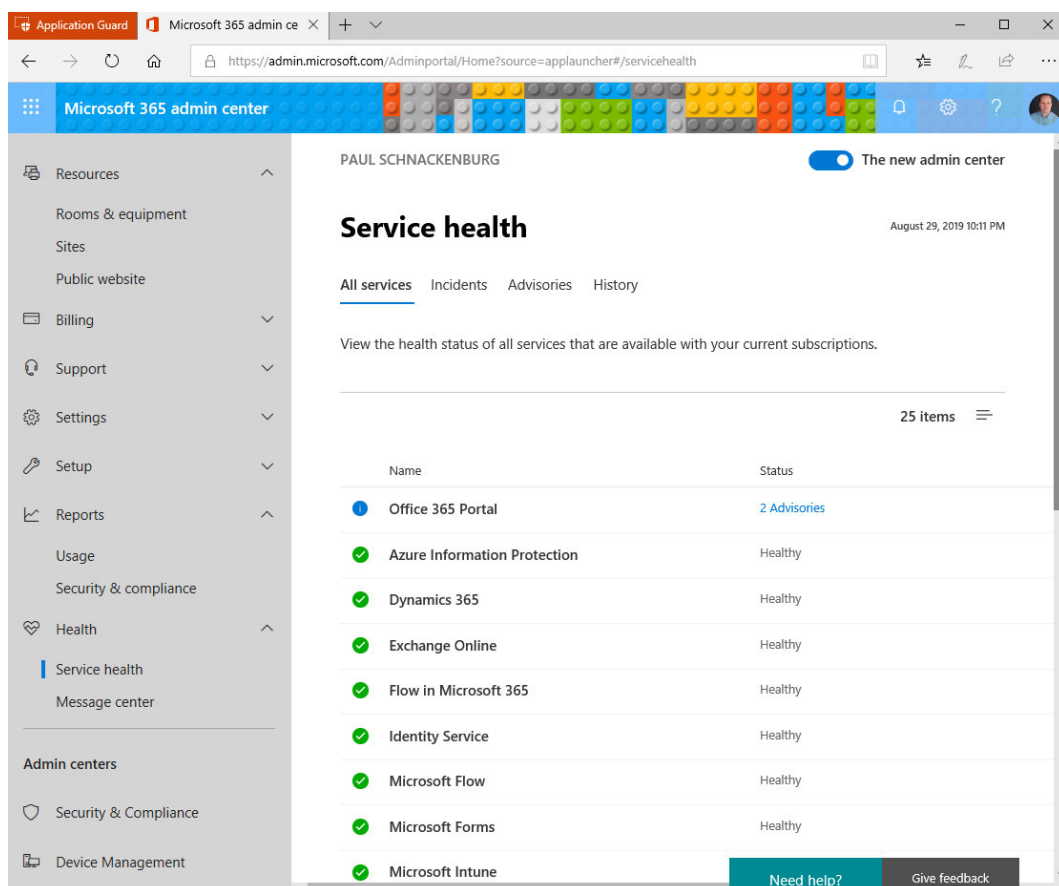 Application Guard
Microsoft 365 admin ce
https://admin.microsoft.com/Adminportal/Home?source=applauncher#/servicehealth
Microsoft 365 admin center
Resources
Rooms & equipment
Sites
Public website
Billing
Support
Settings
Setup
Reports
Usage
Security & compliance
Health
Service health
Message center
Admin centers
Security & Compliance
Device Management
PAUL SCHNACKENBURG
The new admin center
Service health
August 29, 2019 10:11 PM
All services Incidents Advisories History
View the health status of all services that are available with your current subscriptions.
25 items
Name Status
Office 365 Portal 2 Advisories
Azure Information Protection Healthy
Dynamics 365 Healthy
Exchange Online Healthy
Flow in Microsoft 365 Healthy
Identity Service Healthy
Microsoft Flow Healthy
Microsoft Forms Healthy
Microsoft Intune
Need help? Give feedback